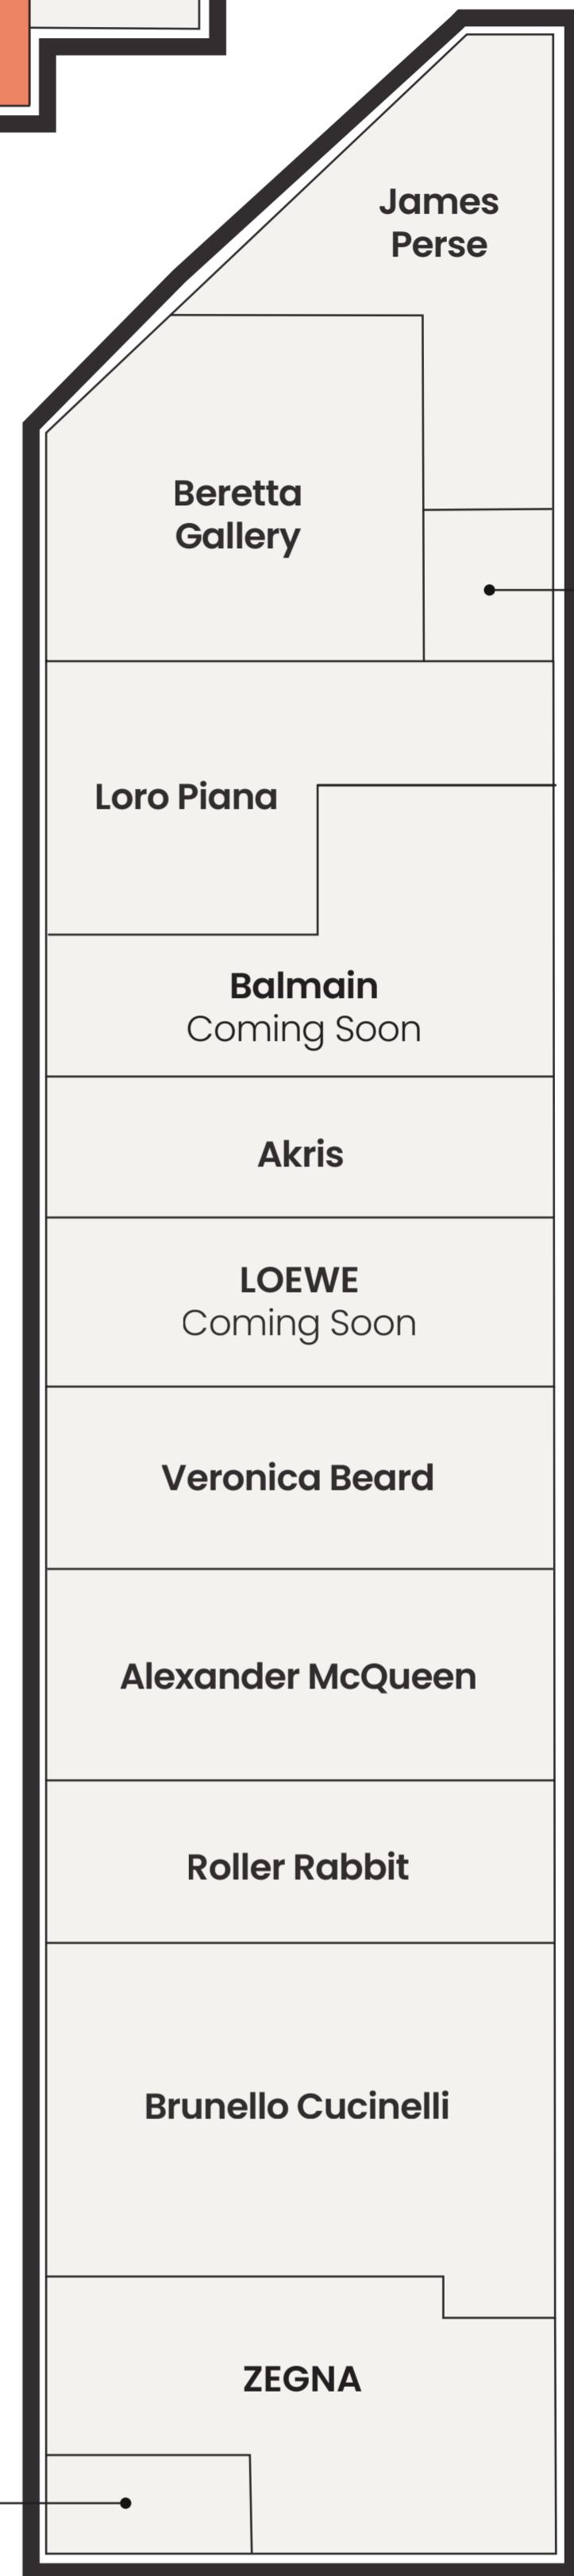 James
Perse
Beretta
Gallery
Loro Piana
Balmain
Coming Soon
Akris
LOEWE
Coming Soon
Veronica Beard
Alexander McQueen
Roller Rabbit
Brunello Cucinelli
ZEGNA